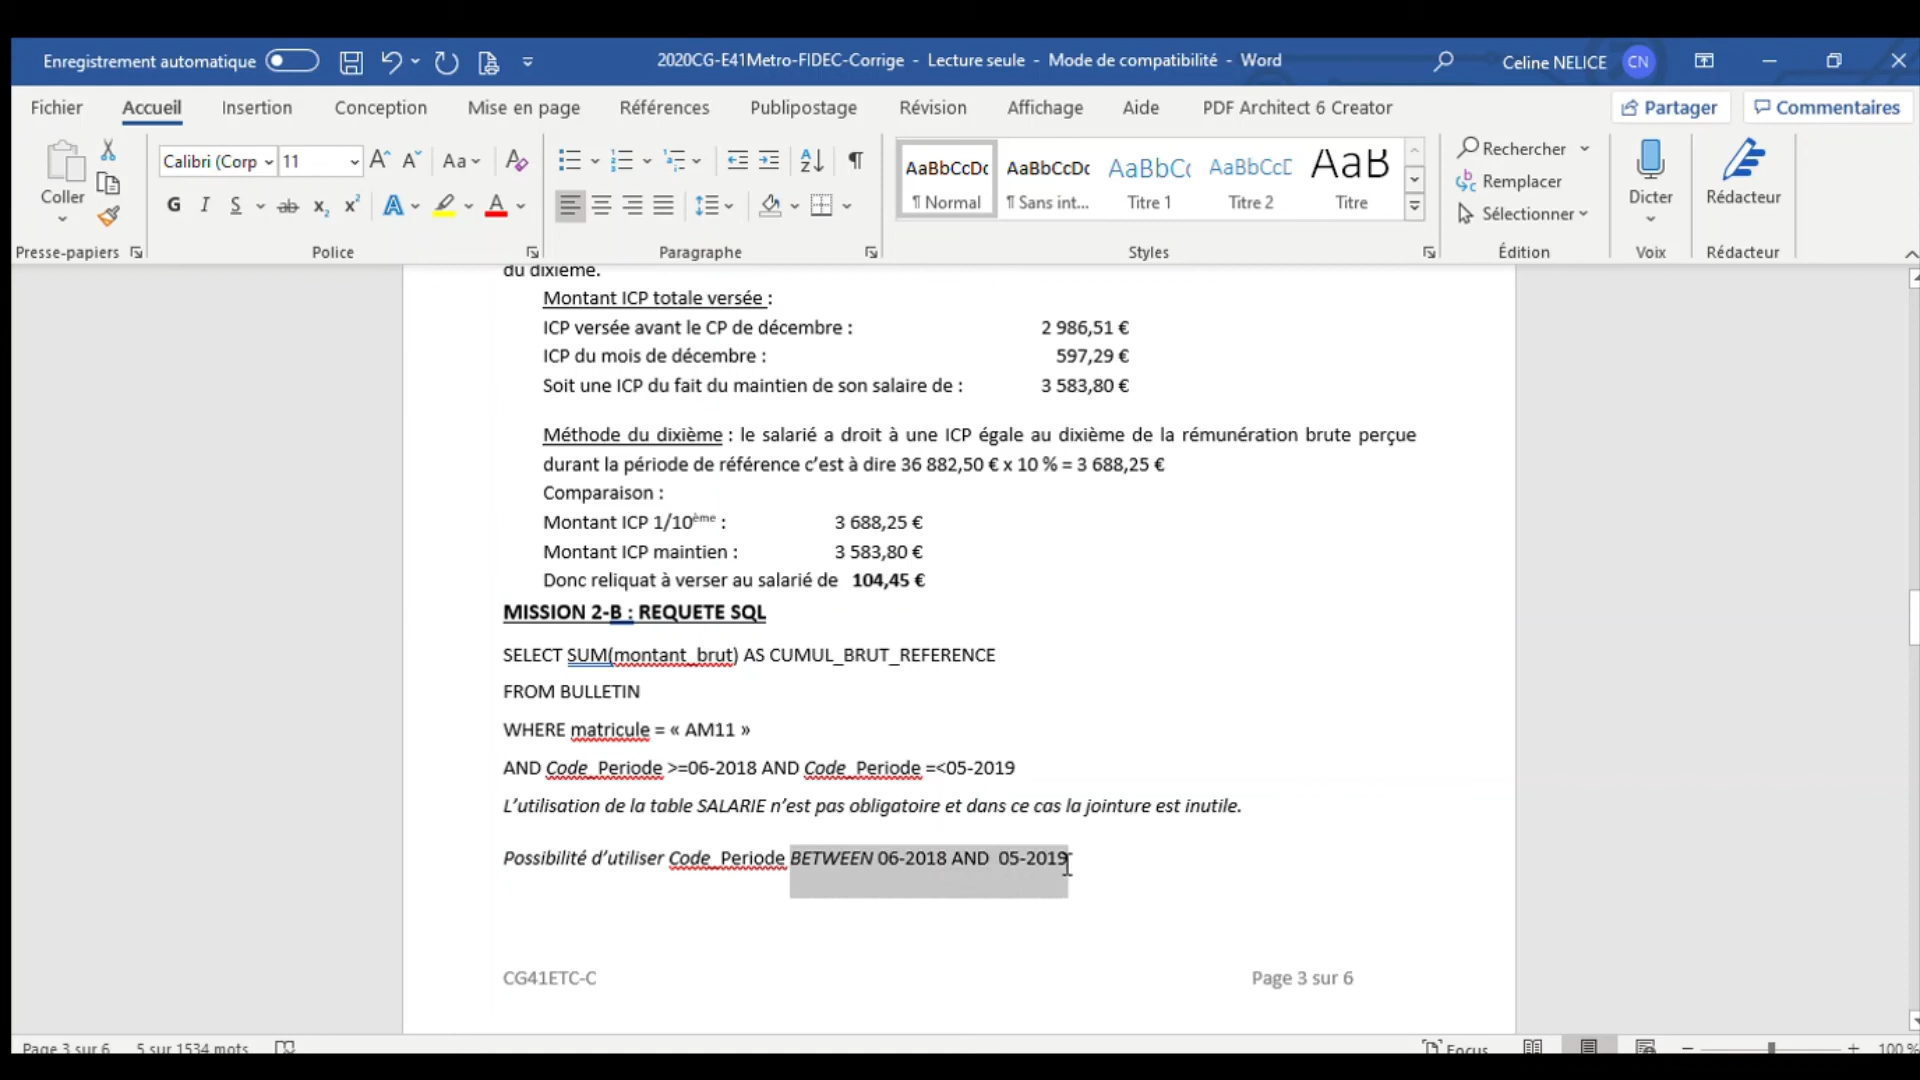 Enregistrement automatique
2020CG-E41Metro-FIDEC-Corrige - Lecture seule - Mode de compatibilité - Word
Celine NELICE CN
Fichier Accueil Insertion Conception Mise en page Références Publipostage Révision Affichage Aide PDF Architect 6 Creator Partager Commentaires
Coller
Calibri (Corp 11 Aa
G I S ab x₂ x² A A
AaBbCcDc AaBbCcDc AaBbCc AaBbCcD AaB
¶ Normal ¶ Sans int... Titre 1 Titre 2 Titre
Rechercher
Remplacer
Sélectionner
Dicter
Rédacteur
Presse-papiers Police Paragraphe Styles Édition Voix Rédacteur
du dixième.
Montant ICP totale versée :
ICP versée avant le CP de décembre : 2 986,51 €
ICP du mois de décembre : 597,29 €
Soit une ICP du fait du maintien de son salaire de : 3 583,80 €
Méthode du dixième : le salarié a droit à une ICP égale au dixième de la rémunération brute perçue
durant la période de référence c’est à dire 36 882,50 € x 10 % = 3 688,25 €
Comparaison :
Montant ICP 1/10ème : 3 688,25 €
Montant ICP maintien : 3 583,80 €
Donc reliquat à verser au salarié de 104,45 €
MISSION 2-B : REQUETE SQL
SELECT SUM(montant_brut) AS CUMUL_BRUT_REFERENCE
FROM BULLETIN
WHERE matricule = « AM11 »
AND Code_Periode >=06-2018 AND Code_Periode =<05-2019
L’utilisation de la table SALARIE n’est pas obligatoire et dans ce cas la jointure est inutile.
Possibilité d’utiliser Code_Periode BETWEEN 06-2018 AND 05-2019
CG41ETC-C Page 3 sur 6
Page 3 sur 6 5 sur 1534 mots Focus 100 %